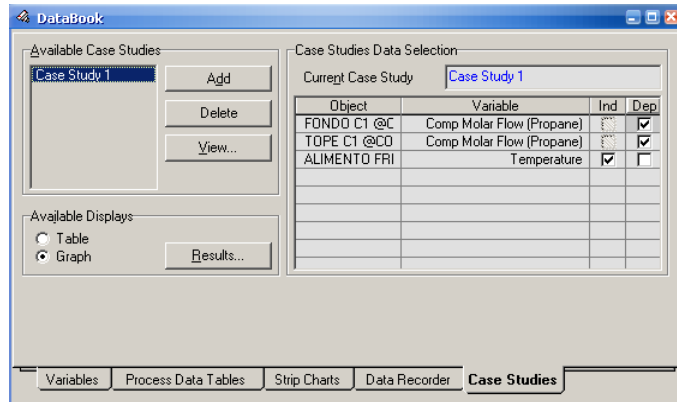 DataBook
Available Case Studies
Case Study 1
Add
Delete
View...
Available Displays
Table
Graph
Results...
Case Studies Data Selection
Current Case Study Case Study 1
Object Variable Ind Dep
FONDO C1 @C Comp Molar Flow (Propane)
TOPE C1 @CO Comp Molar Flow (Propane)
ALIMENTO FRI Temperature
Variables Process Data Tables Strip Charts Data Recorder Case Studies